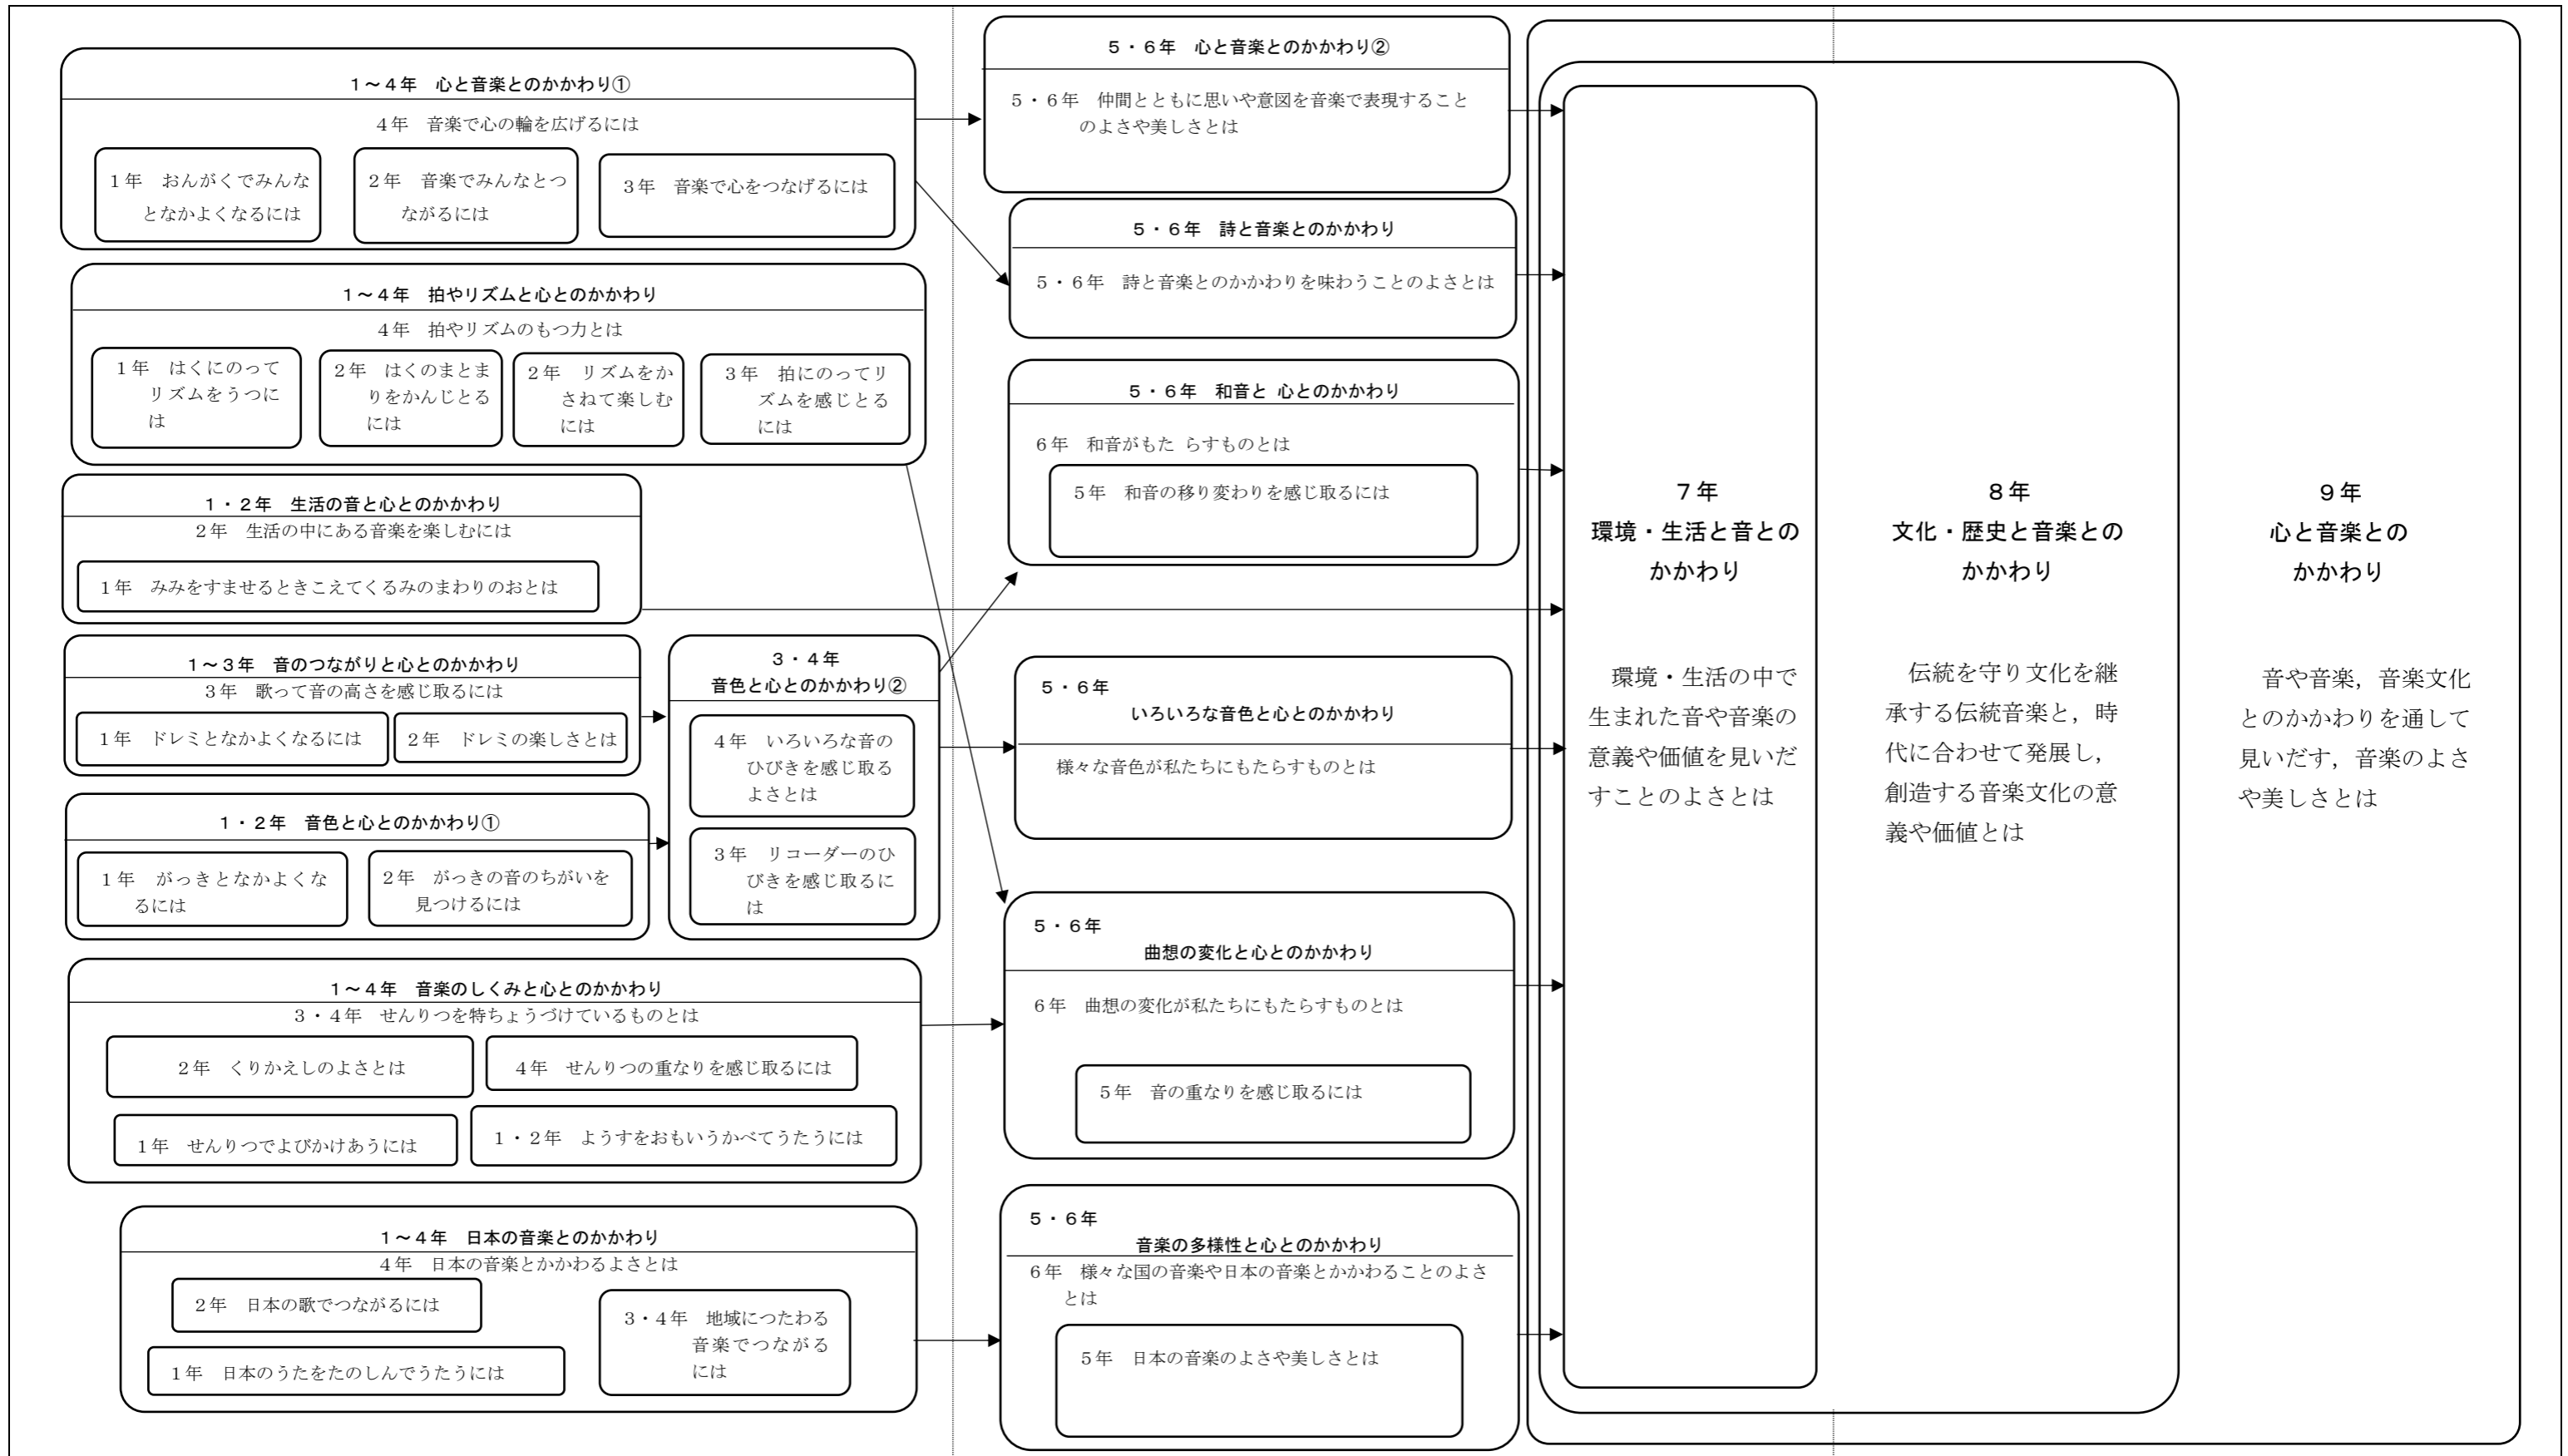 １～４年　心と音楽とのかかわり①
４年　音楽で心の輪を広げるには
１年　おんがくでみんな
となかよくなるには
２年　音楽でみんなとつ
ながるには
３年　音楽で心をつなげるには
１～４年　拍やリズムと心とのかかわり
４年　拍やリズムのもつ力とは
１年　はくにのって
リズムをうつに
は
２年　はくのまとま
りをかんじとる
には
２年　リズムをか
さねて楽しむ
には
３年　拍にのってリ
ズムを感じとる
には
１・２年　生活の音と心とのかかわり
２年　生活の中にある音楽を楽しむには
１年　みみをすませるときこえてくるみのまわりのおとは
１～３年　音のつながりと心とのかかわり
３年　歌って音の高さを感じ取るには
１年　ドレミとなかよくなるには
２年　ドレミの楽しさとは
１・２年　音色と心とのかかわり①
１年　がっきとなかよくな
るには
２年　がっきの音のちがいを
見つけるには
３・４年
音色と心とのかかわり②
４年　いろいろな音の
ひびきを感じ取る
よさとは
３年　リコーダーのひ
びきを感じ取るに
は
１～４年　音楽のしくみと心とのかかわり
３・４年　せんりつを特ちょうづけているものとは
２年　くりかえしのよさとは
４年　せんりつの重なりを感じ取るには
１年　せんりつでよびかけあうには
１・２年　ようすをおもいうかべてうたうには
１～４年　日本の音楽とのかかわり
４年　日本の音楽とかかわるよさとは
２年　日本の歌でつながるには
３・４年　地域につたわる
音楽でつながる
には
１年　日本のうたをたのしんでうたうには
５・６年　心と音楽とのかかわり②
５・６年　仲間とともに思いや意図を音楽で表現すること
のよさや美しさとは
５・６年　詩と音楽とのかかわり
５・６年　詩と音楽とのかかわりを味わうことのよさとは
５・６年　和音と 心とのかかわり
６年　和音がもた らすものとは
５年　和音の移り変わりを感じ取るには
５・６年
いろいろな音色と心とのかかわり
様々な音色が私たちにもたらすものとは
５・６年
曲想の変化と心とのかかわり
６年　曲想の変化が私たちにもたらすものとは
５年　音の重なりを感じ取るには
５・６年
音楽の多様性と心とのかかわり
６年　様々な国の音楽や日本の音楽とかかわることのよさ
とは
５年　日本の音楽のよさや美しさとは
７年
環境・生活と音との
かかわり
環境・生活の中で
生まれた音や音楽の
意義や価値を見いだ
すことのよさとは
８年
文化・歴史と音楽との
かかわり
伝統を守り文化を継
承する伝統音楽と，時
代に合わせて発展し，
創造する音楽文化の意
義や価値とは
９年
心と音楽との
かかわり
音や音楽，音楽文化
とのかかわりを通して
見いだす，音楽のよさ
や美しさとは